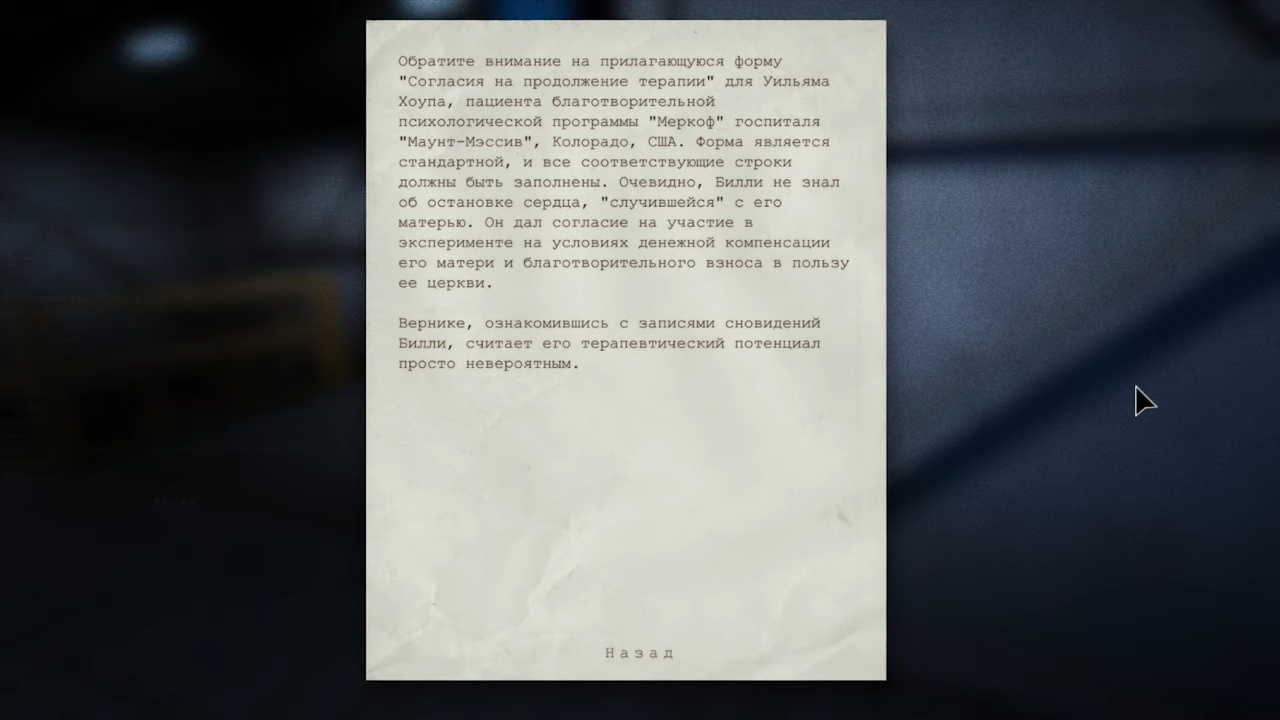 Обратите внимание на прилагающуюся форму
"Согласия на продолжение терапии" для Уильяма
Хоупа, пациента благотворительной
психологической программы "Меркоф" госпиталя
"Маунт-Мэссив", Колорадо, США. Форма является
стандартной, и все соответствующие строки
должны быть заполнены. Очевидно, Билли не знал
об остановке сердца, "случившейся" с его
матерью. Он дал согласие на участие в
эксперименте на условиях денежной компенсации
его матери и благотворительного взноса в пользу
ее церкви.
Вернике, ознакомившись с записями сновидений
Билли, считает его терапевтический потенциал
просто невероятным.
Назад